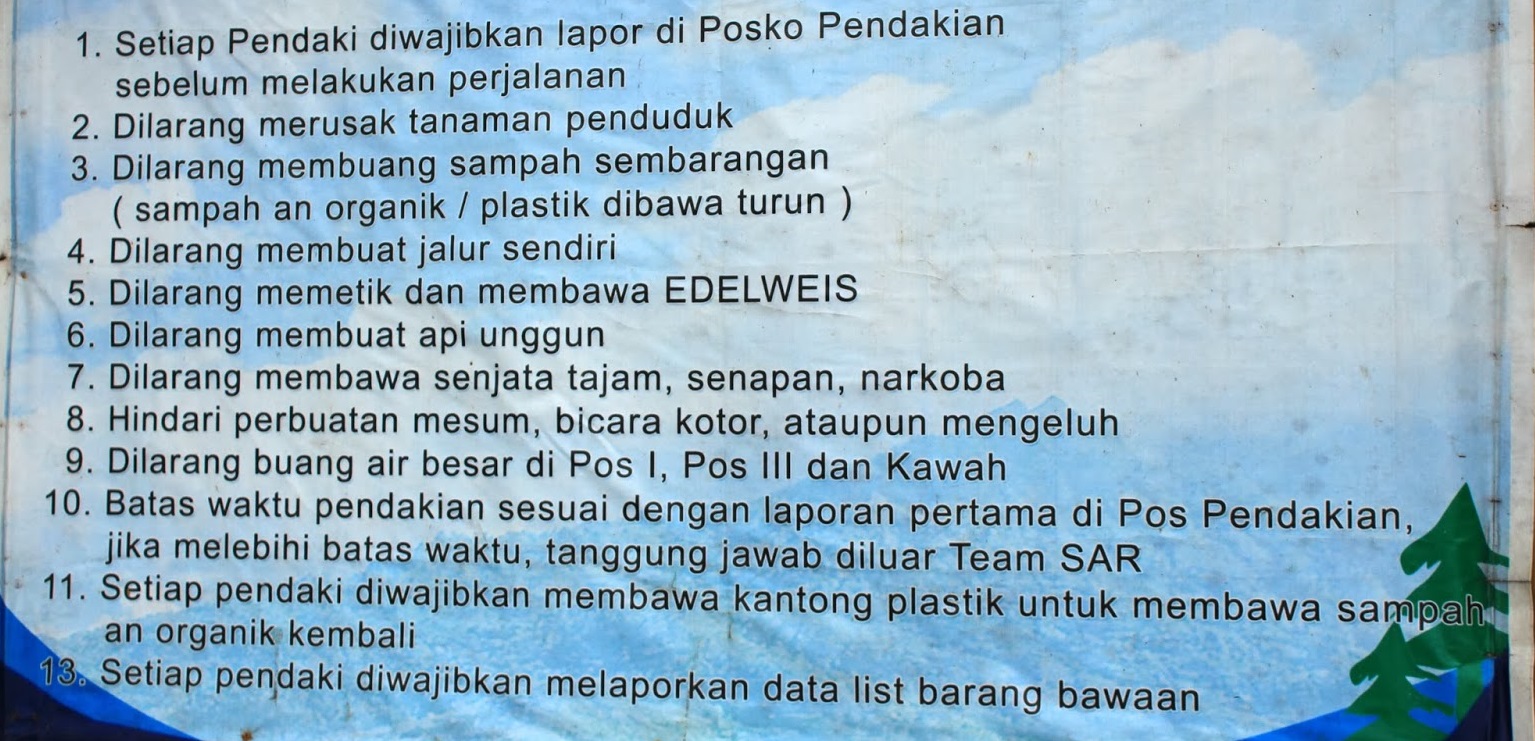 1. Setiap Pendaki diwajibkan lapor di Posko Pendakian
sebelum melakukan perjalanan
2. Dilarang merusak tanaman penduduk
3. Dilarang membuang sampah sembarangan
( sampah an organik / plastik dibawa turun )
4. Dilarang membuat jalur sendiri
5. Dilarang memetik dan membawa EDELWEIS
6. Dilarang membuat api unggun
7. Dilarang membawa senjata tajam, senapan, narkoba
8. Hindari perbuatan mesum, bicara kotor, ataupun mengeluh
9. Dilarang buang air besar di Pos I, Pos III dan Kawah
10. Batas waktu pendakian sesuai dengan laporan pertama di Pos Pendakian,
jika melebihi batas waktu, tanggung jawab diluar Team SAR
11. Setiap pendaki diwajibkan membawa kantong plastik untuk membawa sampah
an organik kembali
13. Setiap pendaki diwajibkan melaporkan data list barang bawaan